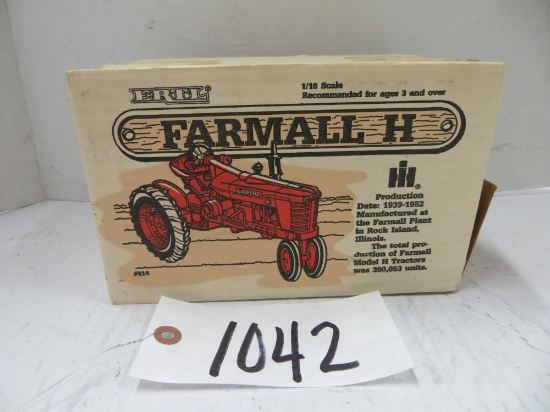 ERTL
1/16 Scale
Recommended for ages 3 and over
FARMALL H
IH
Production
Date: 1939-1952
Manufactured at
the Farmall Plant
in Rock Island,
Illinois.
The total pro-
duction of Farmall
Model H Tractors
was 390,053 units.
#414
1042